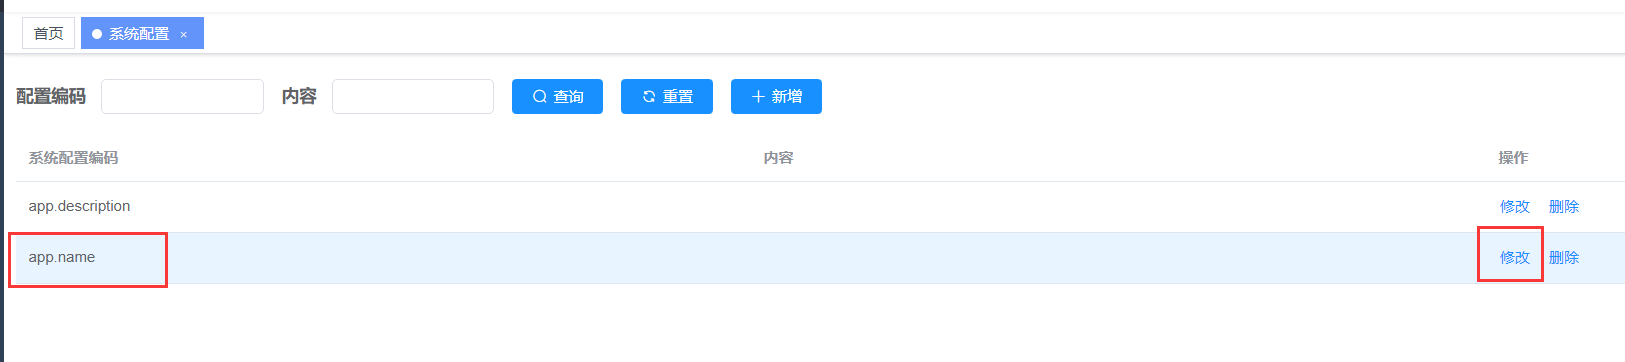 首页 系统配置 ×
配置编码 内容 查询 重置 新增
系统配置编码 内容 操作
app.description 修改 删除
app.name 修改 删除